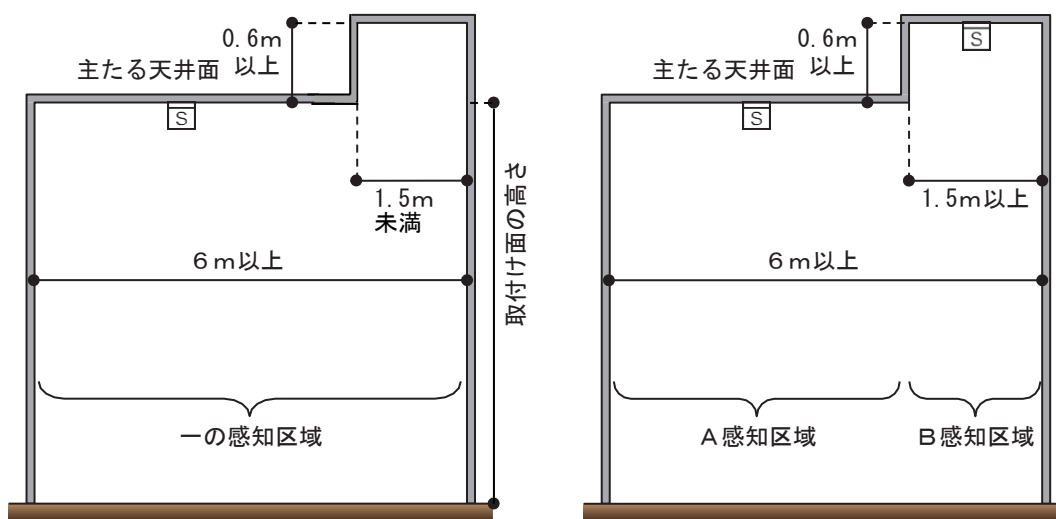 0.6m
以上
主たる天井面
S
1.5m
未満
6m以上
取付け面の高さ
一の感知区域
0.6m
以上
主たる天井面
S
S
1.5m以上
6m以上
A感知区域
B感知区域